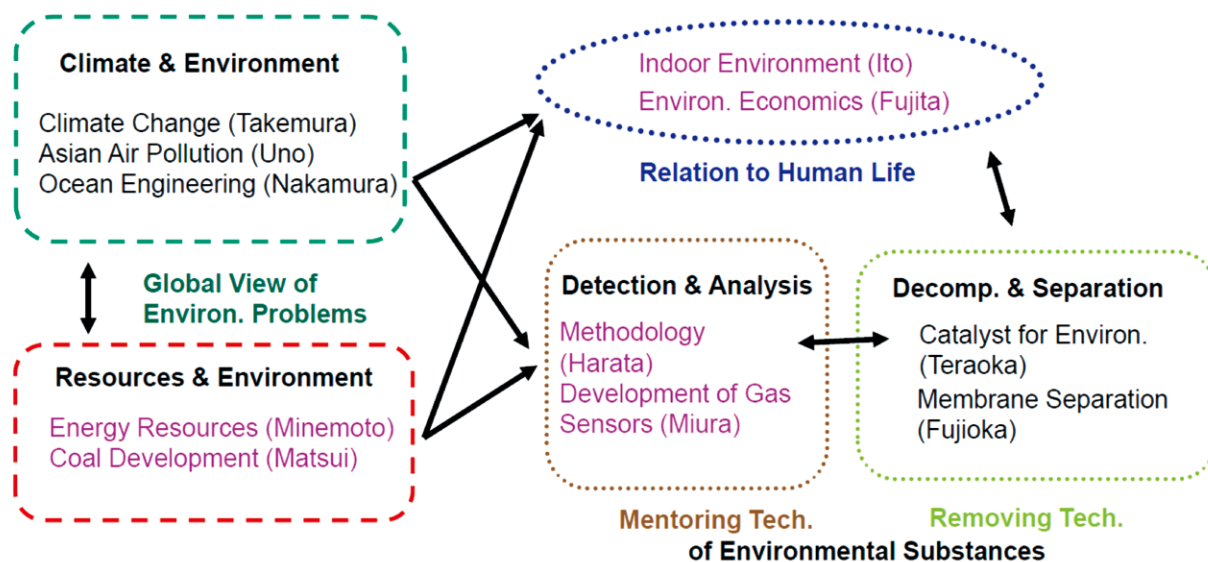 Climate & Environment
Climate Change (Takemura)
Asian Air Pollution (Uno)
Ocean Engineering (Nakamura)
Global View of
Environ. Problems
Resources & Environment
Energy Resources (Minemoto)
Coal Development (Matsui)
Indoor Environment (Ito)
Environ. Economics (Fujita)
Relation to Human Life
Detection & Analysis
Methodology
(Harata)
Development of Gas
Sensors (Miura)
Decomp. & Separation
Catalyst for Environ.
(Teraoka)
Membrane Separation
(Fujioka)
Mentoring Tech.
Removing Tech.
of Environmental Substances